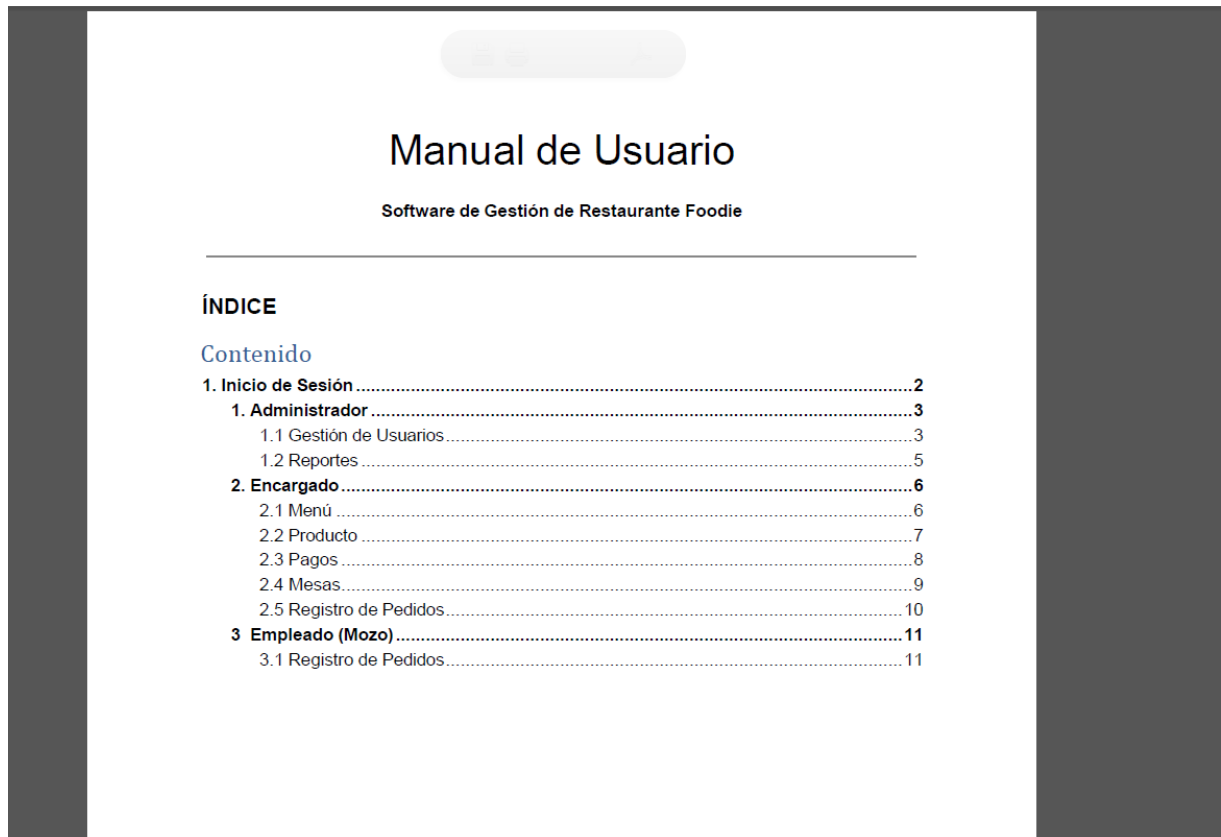 Manual de Usuario
Software de Gestión de Restaurante Foodie
ÍNDICE
Contenido
1. Inicio de Sesión 2
1. Administrador 3
1.1 Gestión de Usuarios 3
1.2 Reportes 5
2. Encargado 6
2.1 Menú 6
2.2 Producto 7
2.3 Pagos 8
2.4 Mesas 9
2.5 Registro de Pedidos 10
3 Empleado (Mozo) 11
3.1 Registro de Pedidos 11